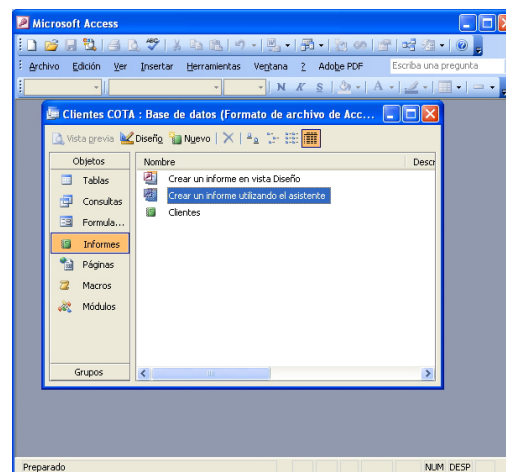 Microsoft Access
Archivo Edición Ver Insertar Herramientas Ventana ? Adobe PDF Escriba una pregunta
N K S A
Clientes COTA : Base de datos (Formato de archivo de Acc...
Vista previa Diseño Nuevo
Objetos Nombre Descr
Tablas Crear un informe en vista Diseño
Consultas Crear un informe utilizando el asistente
Formula... Clientes
Informes
Páginas
Macros
Módulos
Grupos
Preparado NUM DESP